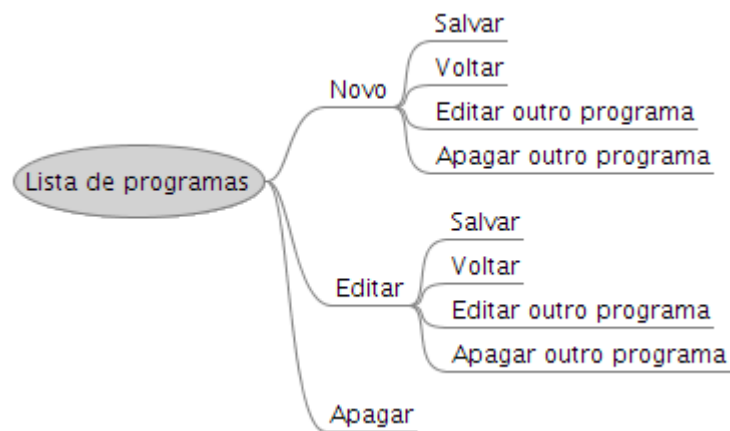 Lista de programas
Novo
Salvar
Voltar
Editar outro programa
Apagar outro programa
Editar
Salvar
Voltar
Editar outro programa
Apagar outro programa
Apagar